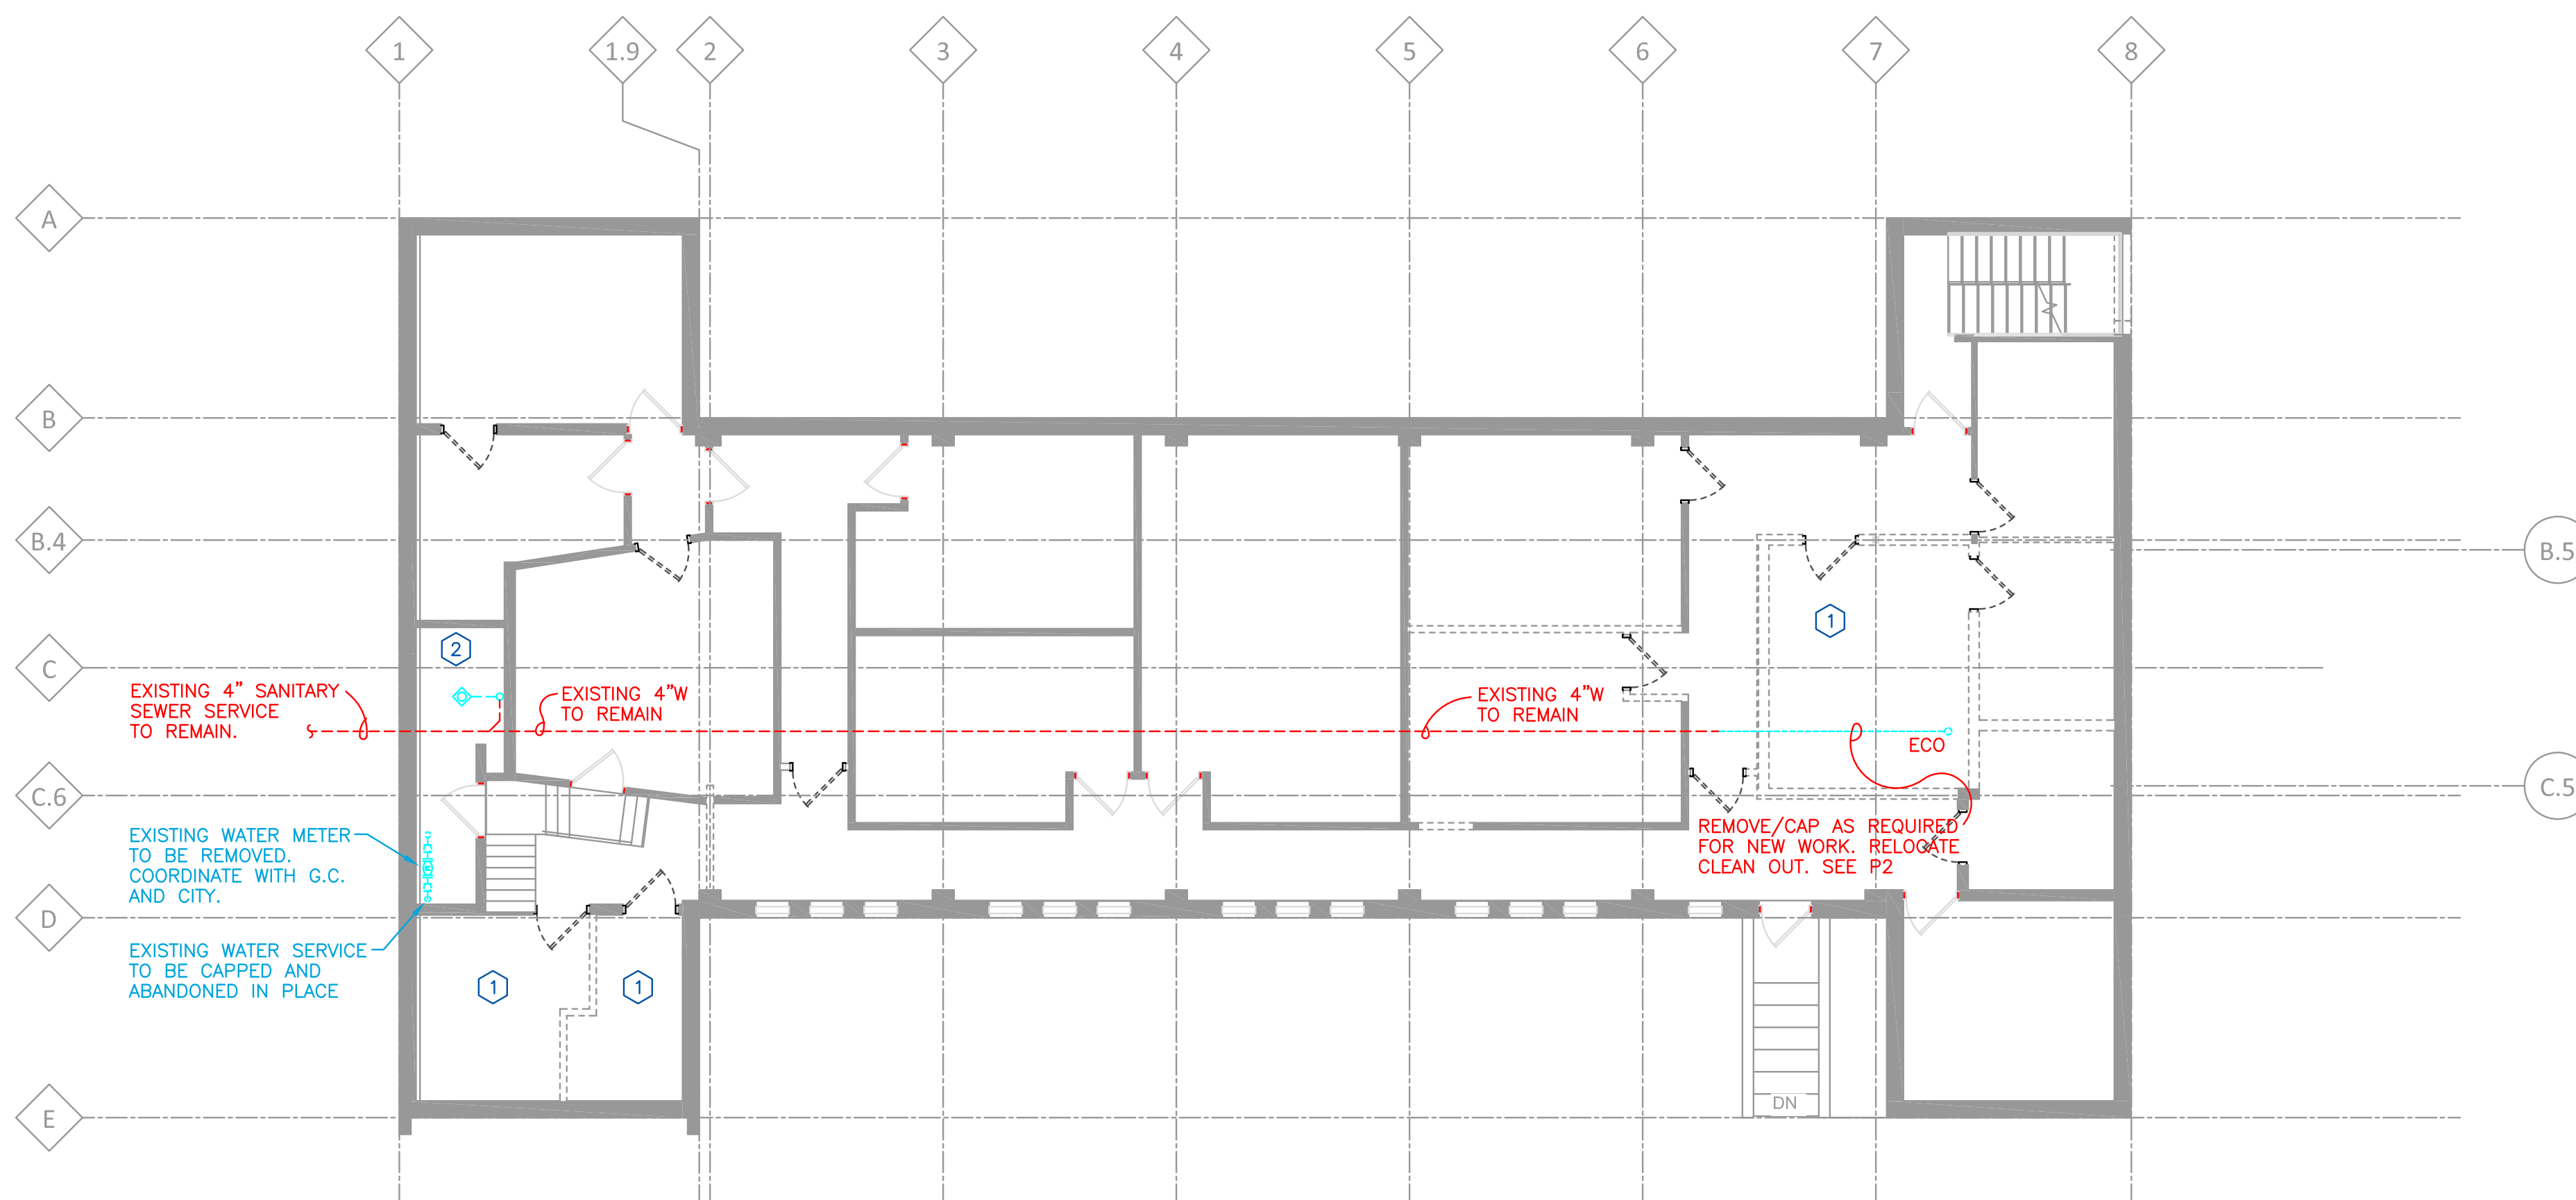 1
1.9
2
3
4
5
6
7
8
A
B
B.4
B.5
1
2
C
EXISTING 4" SANITARY
SEWER SERVICE
TO REMAIN.
EXISTING 4"W
TO REMAIN
EXISTING 4"W
TO REMAIN
ECO
C.6
C.5
EXISTING WATER METER
TO BE REMOVED.
COORDINATE WITH G.C.
AND CITY.
REMOVE/CAP AS REQUIRED
FOR NEW WORK. RELOCATE
CLEAN OUT. SEE P2
D
EXISTING WATER SERVICE
TO BE CAPPED AND
ABANDONED IN PLACE
1
1
DN
E